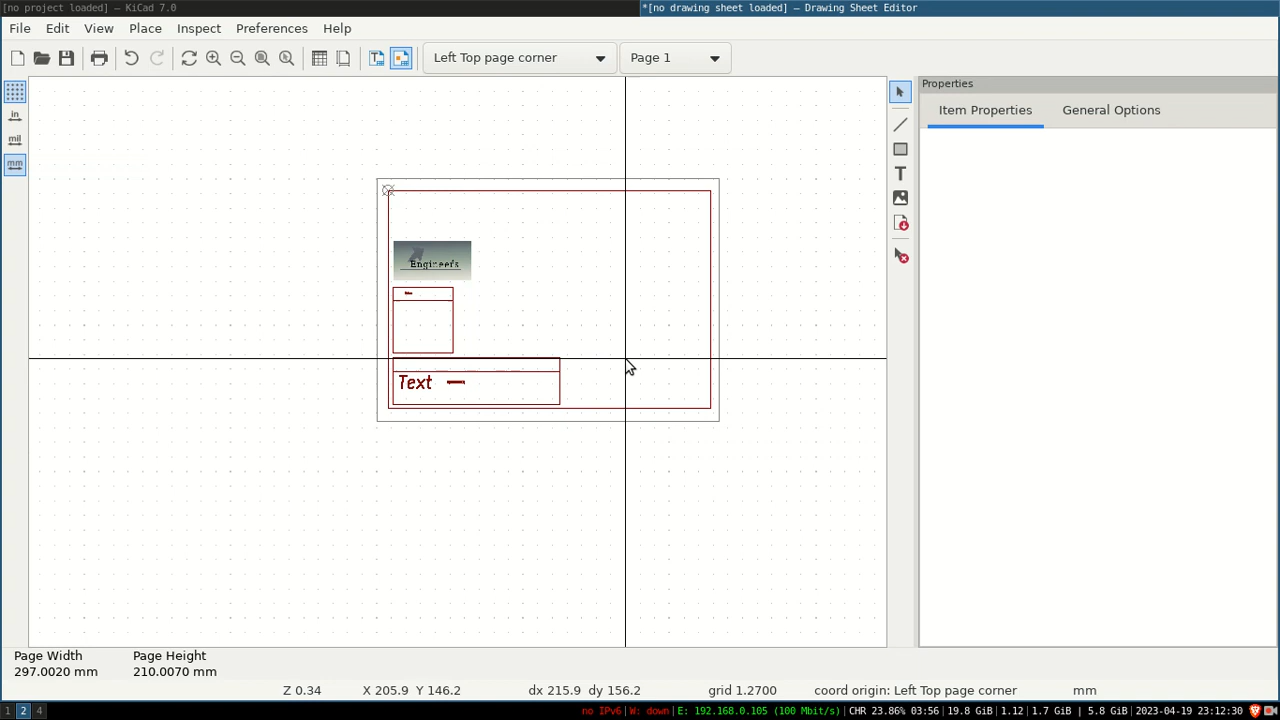 [no project loaded] — KiCad 7.0
*[no drawing sheet loaded] — Drawing Sheet Editor
File Edit View Place Inspect Preferences Help
Left Top page corner Page 1
Properties
Item Properties General Options
in
mil
mm
Engineers
Text
Page Width Page Height
297.0020 mm 210.0070 mm
Z 0.34 X 205.9 Y 146.2 dx 215.9 dy 156.2 grid 1.2700 coord origin: Left Top page corner mm
1 2 4 no IPv6|W: down|E: 192.168.0.105 (100 Mbit/s)|CHR 23.86% 03:56|19.8 GiB|1.12|1.7 GiB | 5.8 GiB|2023-04-19 23:12:30